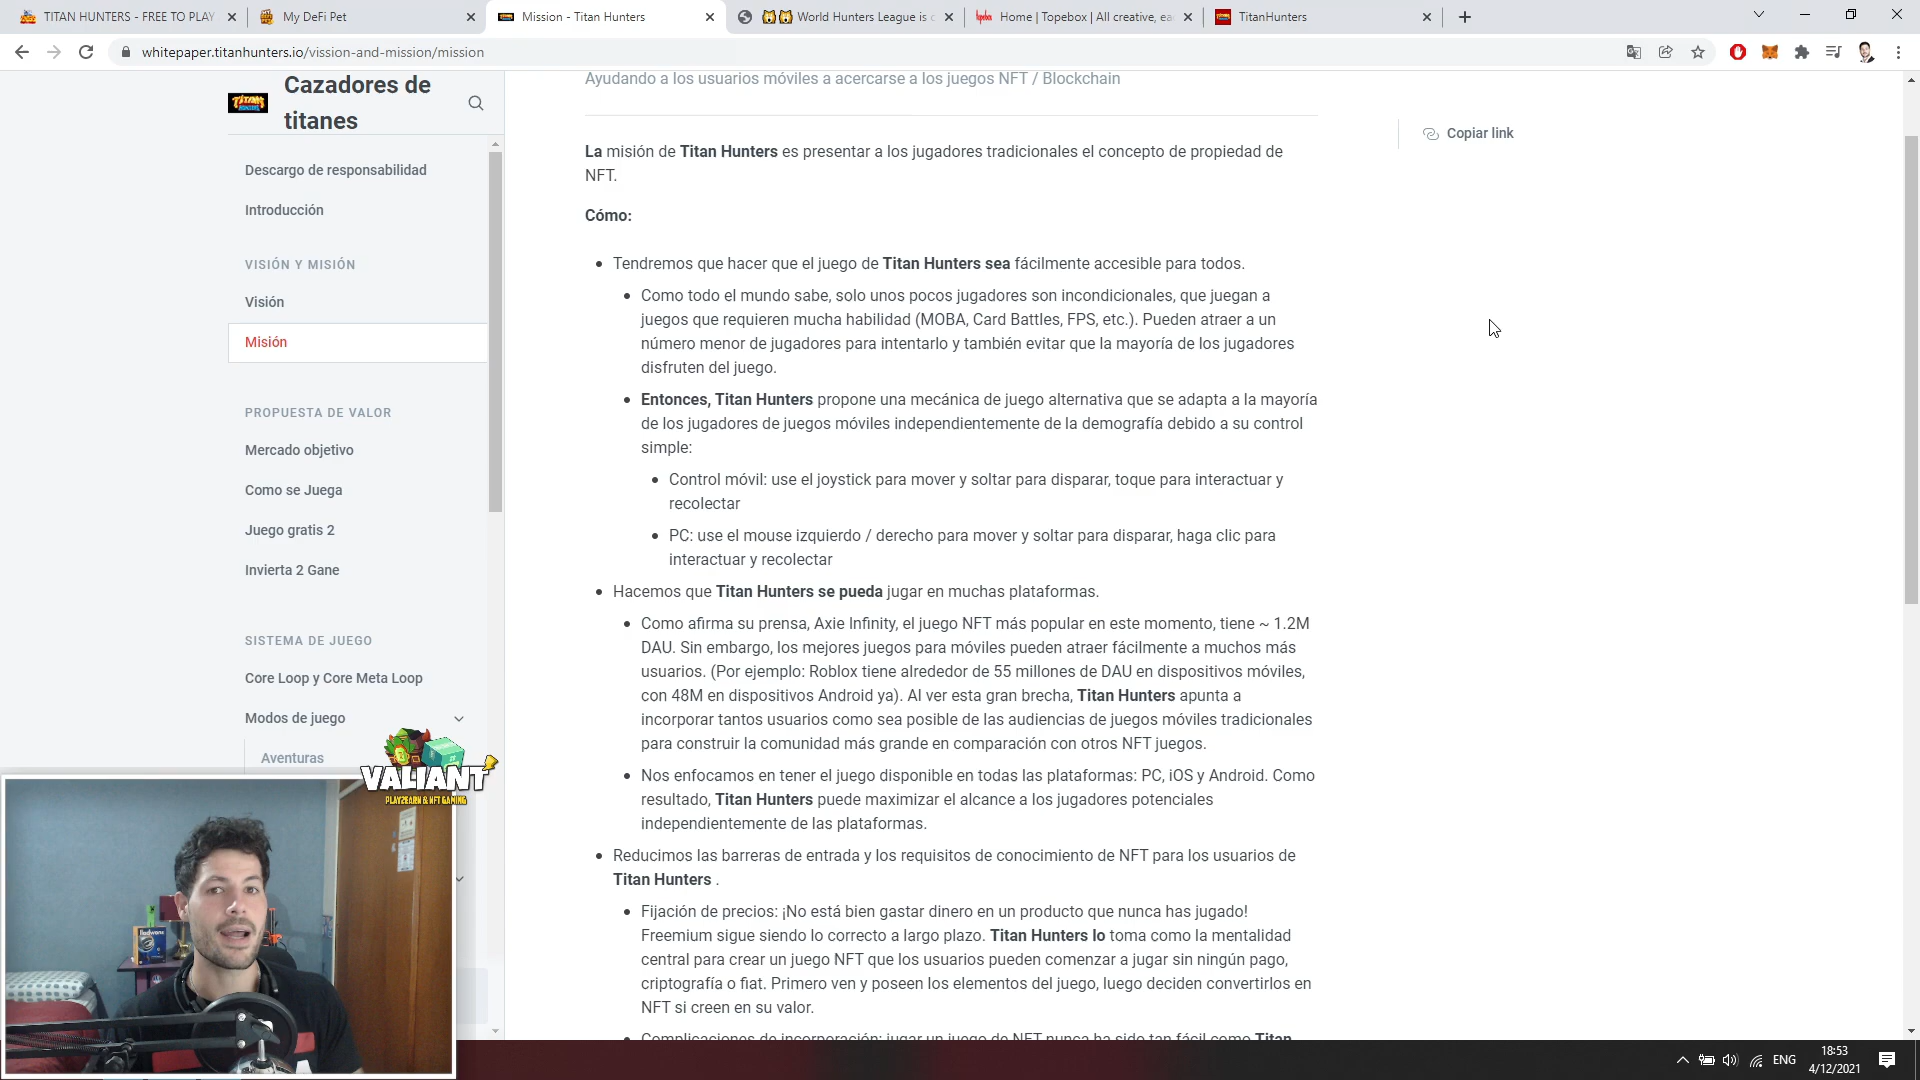 TITAN HUNTERS - FREE TO PLAY
My DeFi Pet
Mission - Titan Hunters
World Hunters League is c
Home | Topebox | All creative, ea
TitanHunters
whitepaper.titanhunters.io/vission-and-mission/mission
Cazadores de
titanes
Descargo de responsabilidad
Introducción
VISIÓN Y MISIÓN
Visión
Misión
PROPUESTA DE VALOR
Mercado objetivo
Como se Juega
Juego gratis 2
Invierta 2 Gane
SISTEMA DE JUEGO
Core Loop y Core Meta Loop
Modos de juego
Aventuras
Ayudando a los usuarios móviles a acercarse a los juegos NFT / Blockchain
La misión de Titan Hunters es presentar a los jugadores tradicionales el concepto de propiedad de
NFT.
Cómo:
Tendremos que hacer que el juego de Titan Hunters sea fácilmente accesible para todos.
Como todo el mundo sabe, solo unos pocos jugadores son incondicionales, que juegan a
juegos que requieren mucha habilidad (MOBA, Card Battles, FPS, etc.). Pueden atraer a un
número menor de jugadores para intentarlo y también evitar que la mayoría de los jugadores
disfruten del juego.
Entonces, Titan Hunters propone una mecánica de juego alternativa que se adapta a la mayoría
de los jugadores de juegos móviles independientemente de la demografía debido a su control
simple:
Control móvil: use el joystick para mover y soltar para disparar, toque para interactuar y
recolectar
PC: use el mouse izquierdo / derecho para mover y soltar para disparar, haga clic para
interactuar y recolectar
Hacemos que Titan Hunters se pueda jugar en muchas plataformas.
Como afirma su prensa, Axie Infinity, el juego NFT más popular en este momento, tiene ~ 1.2M
DAU. Sin embargo, los mejores juegos para móviles pueden atraer fácilmente a muchos más
usuarios. (Por ejemplo: Roblox tiene alrededor de 55 millones de DAU en dispositivos móviles,
con 48M en dispositivos Android ya). Al ver esta gran brecha, Titan Hunters apunta a
incorporar tantos usuarios como sea posible de las audiencias de juegos móviles tradicionales
para construir la comunidad más grande en comparación con otros NFT juegos.
Nos enfocamos en tener el juego disponible en todas las plataformas: PC, iOS y Android. Como
resultado, Titan Hunters puede maximizar el alcance a los jugadores potenciales
independientemente de las plataformas.
Reducimos las barreras de entrada y los requisitos de conocimiento de NFT para los usuarios de
Titan Hunters .
Fijación de precios: ¡No está bien gastar dinero en un producto que nunca has jugado!
Freemium sigue siendo lo correcto a largo plazo. Titan Hunters lo toma como la mentalidad
central para crear un juego NFT que los usuarios pueden comenzar a jugar sin ningún pago,
criptografía o fiat. Primero ven y poseen los elementos del juego, luego deciden convertirlos en
NFT si creen en su valor.
Complicaciones de incorporación: jugar un juego de NFT nunca ha sido tan fácil como Titan
Copiar link
VALIANT
PLAY2EARN & NFT GAMING
ENG
18:53
4/12/2021